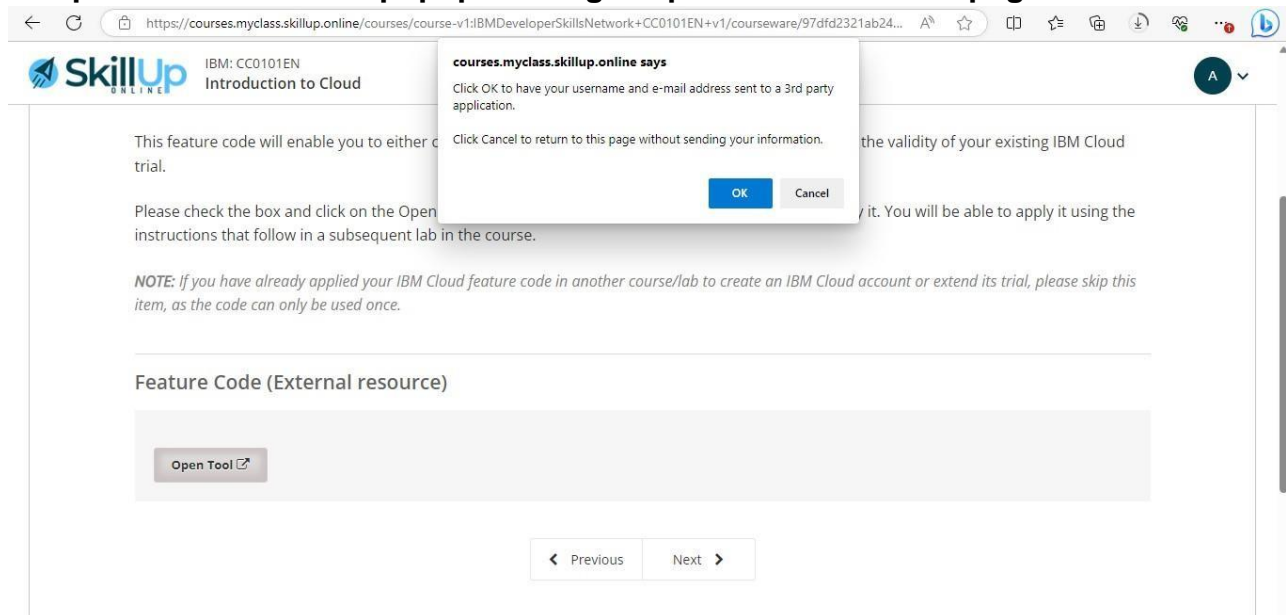 https://courses.myclass.skillup.online/courses/course-v1:IBMDeveloperSkillsNetwork+CC0101EN+v1/courseware/97dfd2321ab24...
SkillUp
ONLINE
IBM: CC0101EN
Introduction to Cloud
A
courses.myclass.skillup.online says
Click OK to have your username and e-mail address sent to a 3rd party
application.
Click Cancel to return to this page without sending your information.
OK Cancel
This feature code will enable you to either the validity of your existing IBM Cloud
trial.
Please check the box and click on the Open it. You will be able to apply it using the
instructions that follow in a subsequent lab in the course.
NOTE: If you have already applied your IBM Cloud feature code in another course/lab to create an IBM Cloud account or extend its trial, please skip this
item, as the code can only be used once.
Feature Code (External resource)
Open Tool
Previous Next